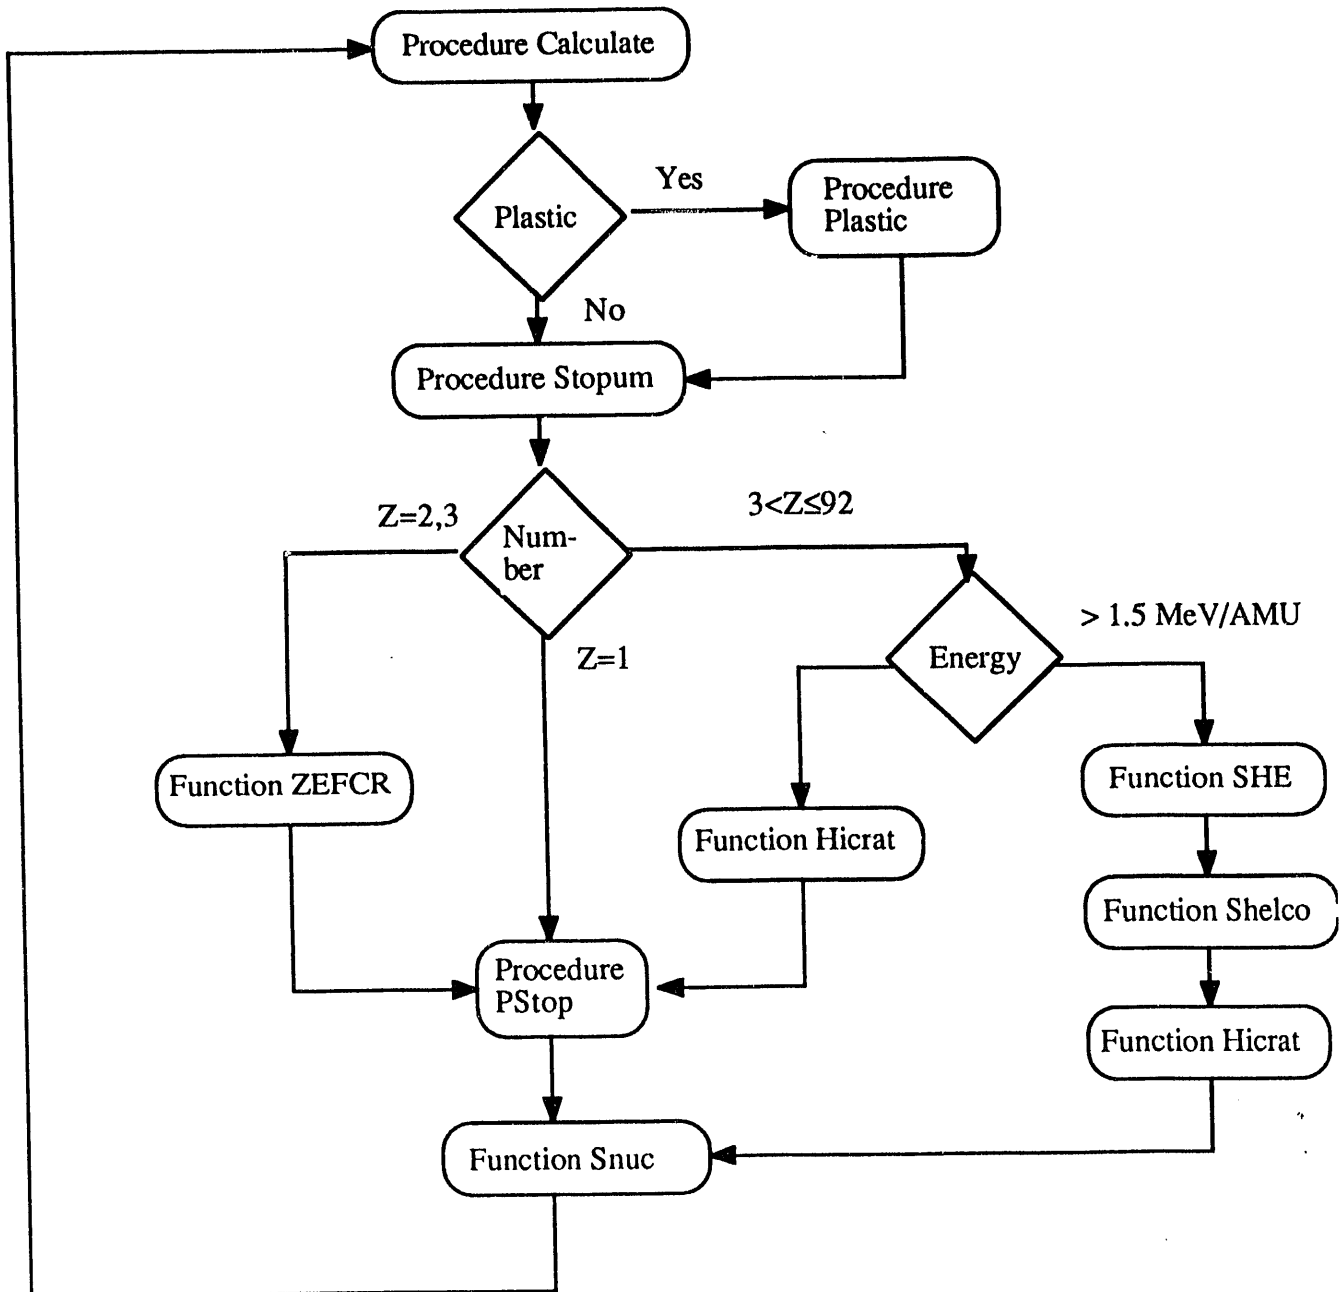 Procedure Calculate
Yes
Procedure
Plastic
Plastic
No
Procedure Stopum
Z=2,3
3<Z≤92
Num-
ber
> 1.5 MeV/AMU
Z=1
Energy
Function ZEFCR
Function SHE
Function Hicrat
Function Shelco
Procedure
PStop
Function Hicrat
Function Snuc